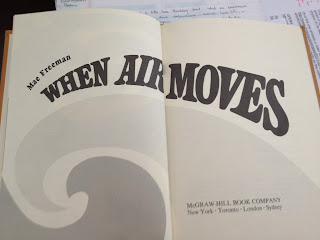 Mae Freeman
WHEN AIR MOVES
McGRAW-HILL BOOK COMPANY
New York · Toronto · London · Sydney